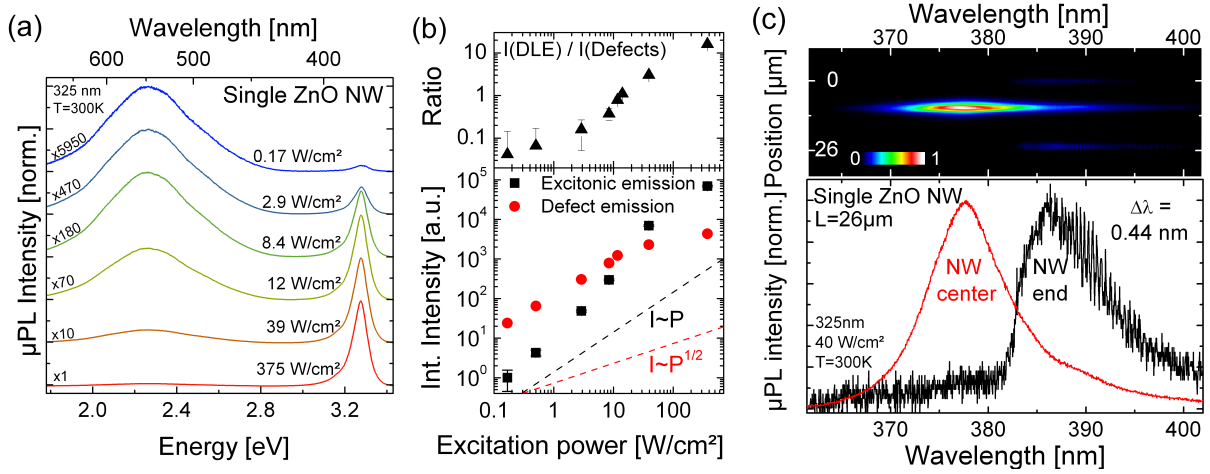 (a)
Wavelength [nm]
600 500 400
325 nm
T=300K
Single ZnO NW
x5950
0.17 W/cm²
x470
2.9 W/cm²
x180
8.4 W/cm²
x70
12 W/cm²
x10
39 W/cm²
x1
375 W/cm²
µPL Intensity [norm.]
2.0 2.4 2.8 3.2
Energy [eV]
(b)
I(DLE) / I(Defects)
Ratio
10
1
0.1
Excitonic emission
Defect emission
Int. Intensity [a.u.]
10⁵
10⁴
10³
10²
10¹
10⁰
I~P
I~P¹/²
0.1 1 10 100
Excitation power [W/cm²]
(c)
Wavelength [nm]
370 380 390 400
Position [µm]
0
26
0 1
Single ZnO NW
L=26µm
Δλ =
0.44 nm
NW
center
NW
end
325nm
40 W/cm²
T=300K
µPL intensity [norm.]
370 380 390 400
Wavelength [nm]